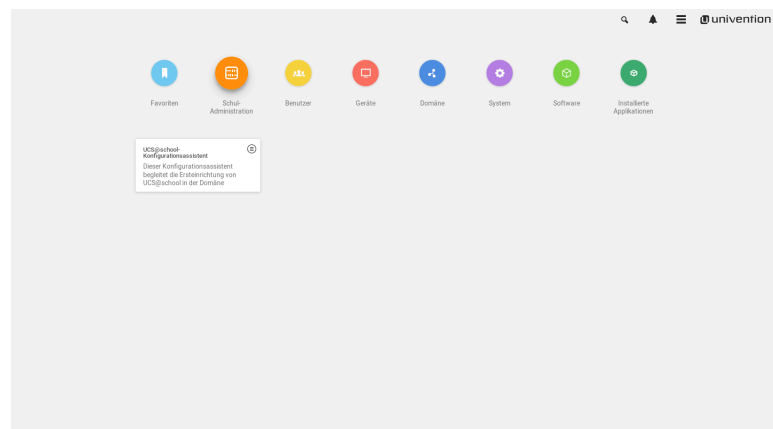 univention
Favoriten
Schul-
Administration
Benutzer
Geräte
Domäne
System
Software
Installierte
Applikationen
UCS@school-
Konfigurationsassistent
Dieser Konfigurationsassistent
begleitet die Ersteinrichtung von
UCS@school in der Domäne